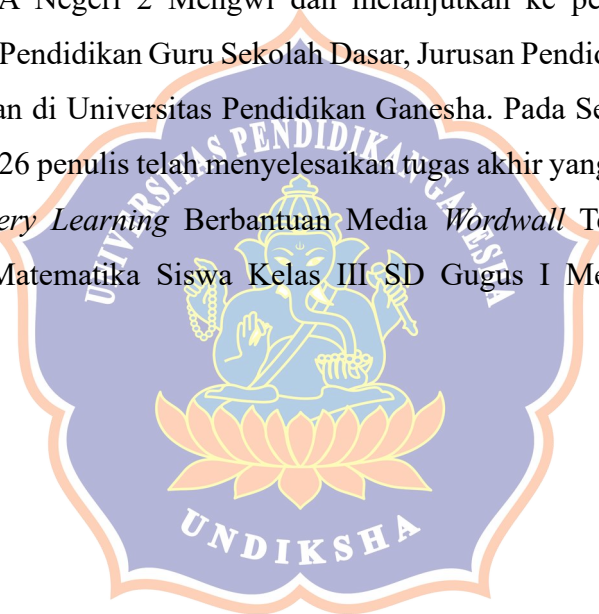 A Negeri 2 Mengwi dan melanjutkan ke pe
Pendidikan Guru Sekolah Dasar, Jurusan Pendid
an di Universitas Pendidikan Ganesha. Pada Se
26 penulis telah menyelesaikan tugas akhir yang
ery Learning Berbantuan Media Wordwall Te
Matematika Siswa Kelas III SD Gugus I Me
UNIVERSITAS PENDIDIKAN GANESHA
UNDIKSHA